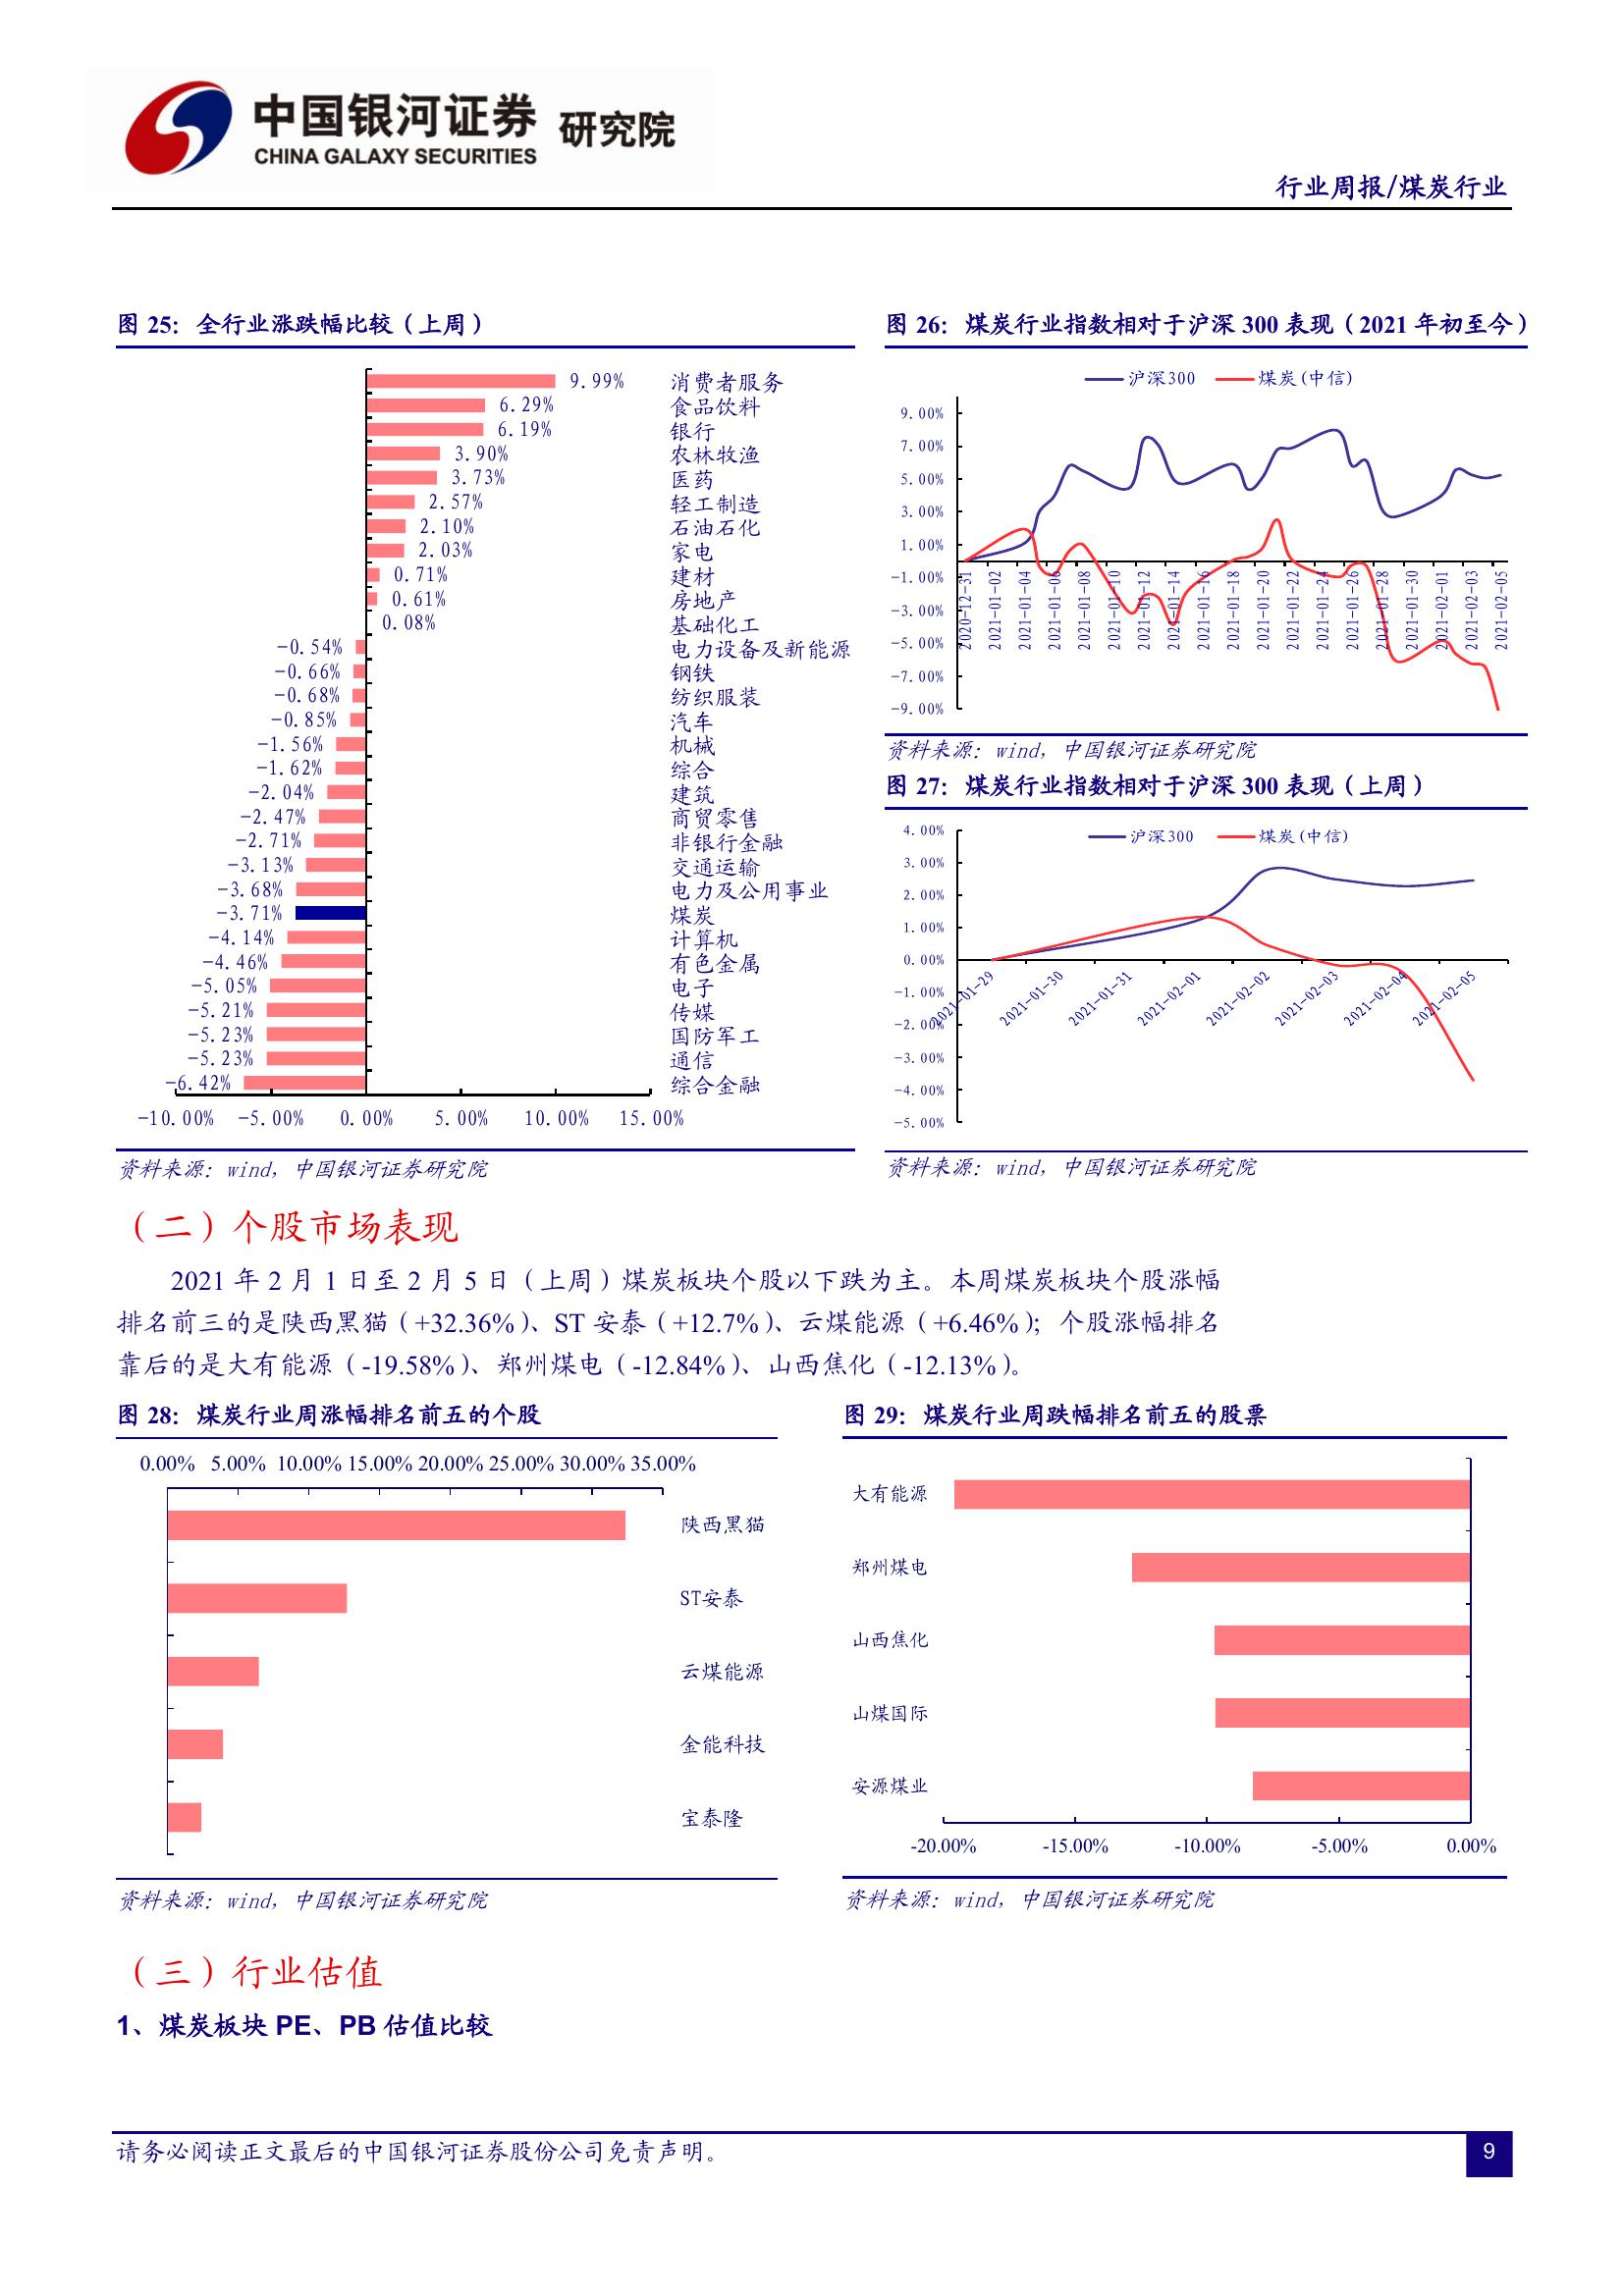 中国银河证券 研究院
CHINA GALAXY SECURITIES
行业周报/煤炭行业
图 25：全行业涨跌幅比较（上周）
9.99% 消费者服务
6.29% 食品饮料
6.19% 银行
3.90% 农林牧渔
3.73% 医药
2.57% 轻工制造
2.10% 石油石化
2.03% 家电
0.71% 建材
0.61% 房地产
0.08% 基础化工
-0.54% 电力设备及新能源
-0.66% 钢铁
-0.68% 纺织服装
-0.85% 汽车
-1.56% 机械
-1.62% 综合
-2.04% 建筑
-2.47% 商贸零售
-2.71% 非银行金融
-3.13% 交通运输
-3.68% 电力及公用事业
-3.71% 煤炭
-4.14% 计算机
-4.46% 有色金属
-5.05% 电子
-5.21% 传媒
-5.23% 国防军工
-5.23% 通信
-6.42% 综合金融
-10.00% -5.00% 0.00% 5.00% 10.00% 15.00%
资料来源：wind，中国银河证券研究院
图 26：煤炭行业指数相对于沪深 300 表现（2021 年初至今）
沪深300 煤炭(中信)
9.00%
7.00%
5.00%
3.00%
1.00%
-1.00%
-3.00%
-5.00%
-7.00%
-9.00%
2020-12-31 2021-01-02 2021-01-04 2021-01-06 2021-01-08 2021-01-10 2021-01-12 2021-01-14 2021-01-16 2021-01-18 2021-01-20 2021-01-22 2021-01-24 2021-01-26 2021-01-28 2021-01-30 2021-02-01 2021-02-03 2021-02-05
资料来源：wind，中国银河证券研究院
图 27：煤炭行业指数相对于沪深 300 表现（上周）
沪深300 煤炭(中信)
4.00%
3.00%
2.00%
1.00%
0.00%
-1.00%
-2.00%
-3.00%
-4.00%
-5.00%
2021-01-29 2021-01-30 2021-01-31 2021-02-01 2021-02-02 2021-02-03 2021-02-04 2021-02-05
资料来源：wind，中国银河证券研究院
（二）个股市场表现
2021 年 2 月 1 日至 2 月 5 日（上周）煤炭板块个股以下跌为主。本周煤炭板块个股涨幅
排名前三的是陕西黑猫（+32.36%）、ST 安泰（+12.7%）、云煤能源（+6.46%）；个股涨幅排名
靠后的是大有能源（-19.58%）、郑州煤电（-12.84%）、山西焦化（-12.13%）。
图 28：煤炭行业周涨幅排名前五的个股
0.00% 5.00% 10.00% 15.00% 20.00% 25.00% 30.00% 35.00%
陕西黑猫
ST安泰
云煤能源
金能科技
宝泰隆
资料来源：wind，中国银河证券研究院
图 29：煤炭行业周跌幅排名前五的股票
大有能源
郑州煤电
山西焦化
山煤国际
安源煤业
-20.00% -15.00% -10.00% -5.00% 0.00%
资料来源：wind，中国银河证券研究院
（三）行业估值
1、煤炭板块 PE、PB 估值比较
请务必阅读正文最后的中国银河证券股份公司免责声明。
9